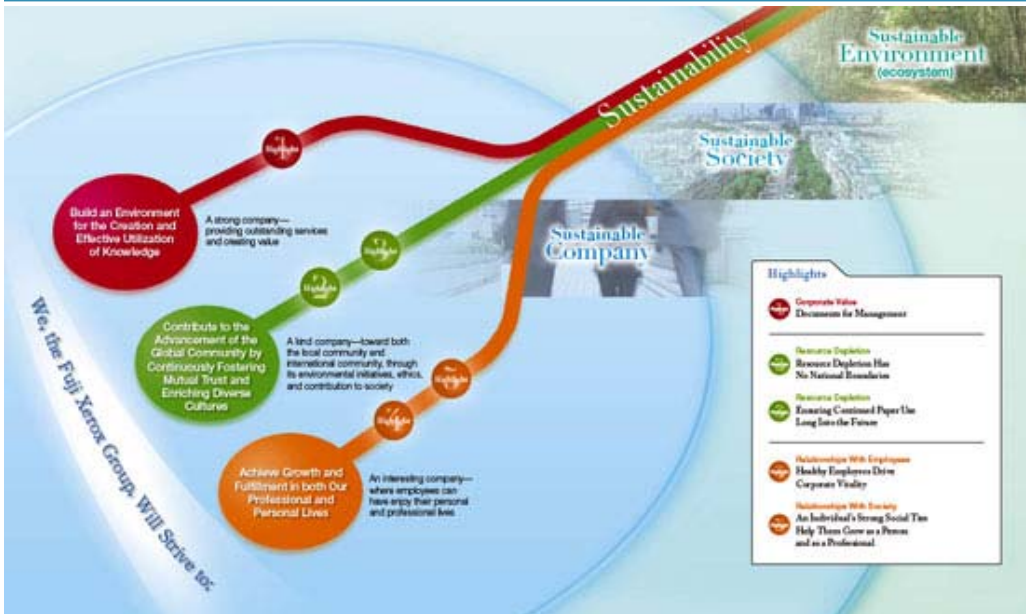 Sustainable
Environment
(ecosystem)
Sustainability
Sustainable
Society
Sustainable
Company
Highlight
Build an Environment
for the Creation and
Effective Utilization
of Knowledge
A strong company—
providing outstanding services
and creating value
Highlight
2
Highlight
Contribute to the
Advancement of the
Global Community by
Continuously Fostering
Mutual Trust and
Enriching Diverse
Cultures
A kind company—toward both
the local community and
international community, through
its environmental initiatives, ethics,
and contribution to society
Highlight
4
Highlight
Achieve Growth and
Fulfillment in both Our
Professional and
Personal Lives
An interesting company—
where employees can
have enjoy their personal
and professional lives
We, the Fuji Xerox Group, Will Strive to:
Highlights
Corporate Value
Documents for Management
Resource Depletion
Resource Depletion Has
No National Boundaries
Resource Depletion
Ensuring Continued Paper Use
Long Into the Future
Relationships With Employees
Healthy Employees Drive
Corporate Vitality
Relationships With Society
An Individual's Strong Social Ties
Help Them Grow as a Person
and as a Professional